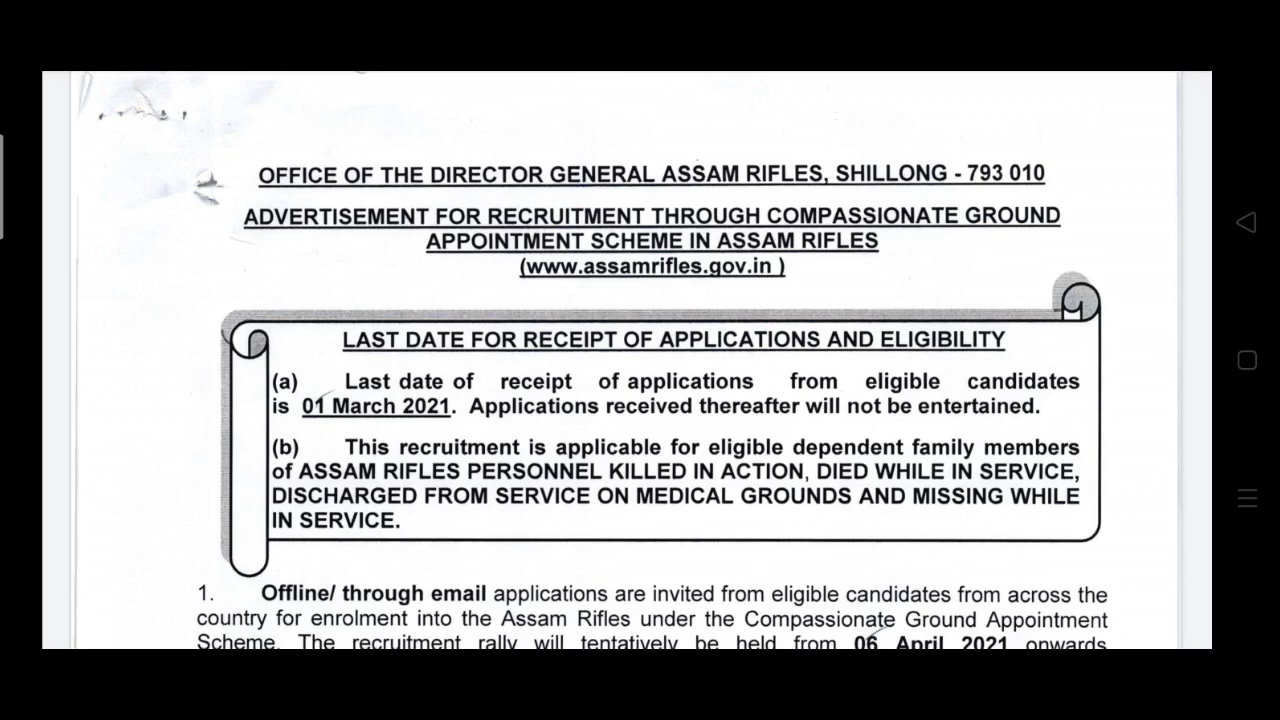 OFFICE OF THE DIRECTOR GENERAL ASSAM RIFLES, SHILLONG - 793 010
ADVERTISEMENT FOR RECRUITMENT THROUGH COMPASSIONATE GROUND
APPOINTMENT SCHEME IN ASSAM RIFLES
(www.assamrifles.gov.in )
LAST DATE FOR RECEIPT OF APPLICATIONS AND ELIGIBILITY
(a) Last date of receipt of applications from eligible candidates
is 01 March 2021. Applications received thereafter will not be entertained.
(b) This recruitment is applicable for eligible dependent family members
of ASSAM RIFLES PERSONNEL KILLED IN ACTION, DIED WHILE IN SERVICE,
DISCHARGED FROM SERVICE ON MEDICAL GROUNDS AND MISSING WHILE
IN SERVICE.
1. Offline/ through email applications are invited from eligible candidates from across the
country for enrolment into the Assam Rifles under the Compassionate Ground Appointment
Scheme. The recruitment rally will tentatively be held from 06 April 2021 onwards